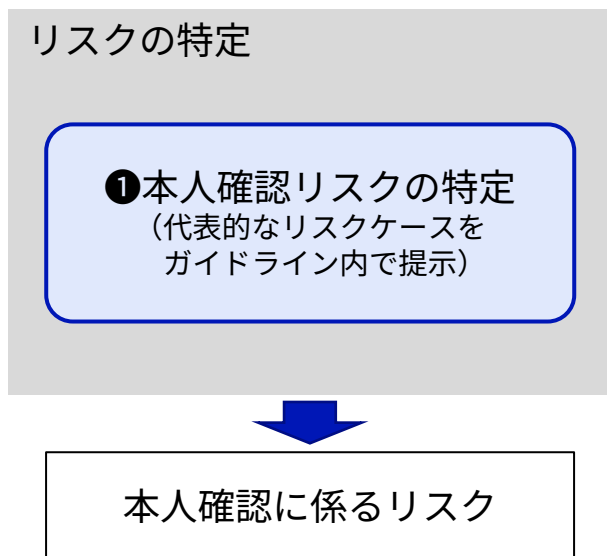 リスクの特定
❶本人確認リスクの特定
（代表的なリスクケースを
ガイドライン内で提示）
本人確認に係るリスク